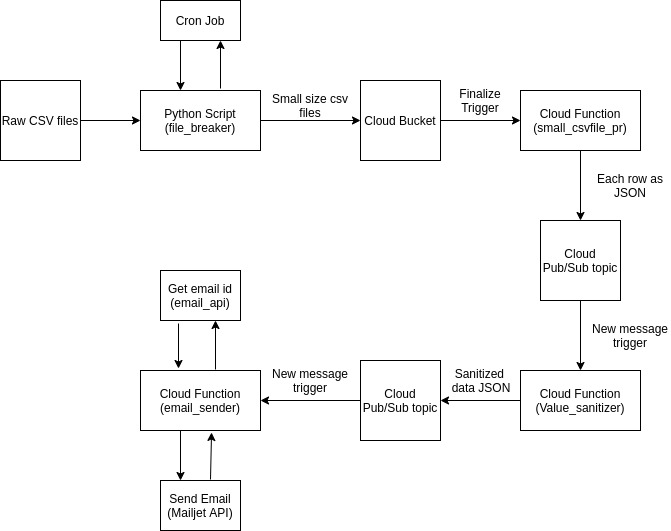 Cron Job
Raw CSV files
Python Script
(file_breaker)
Small size csv
files
Cloud Bucket
Finalize
Trigger
Cloud Function
(small_csvfile_pr)
Each row as
JSON
Cloud
Pub/Sub topic
New message
trigger
Cloud Function
(Value_sanitizer)
Sanitized
data JSON
Cloud
Pub/Sub topic
New message
trigger
Cloud Function
(email_sender)
Get email id
(email_api)
Send Email
(Mailjet API)